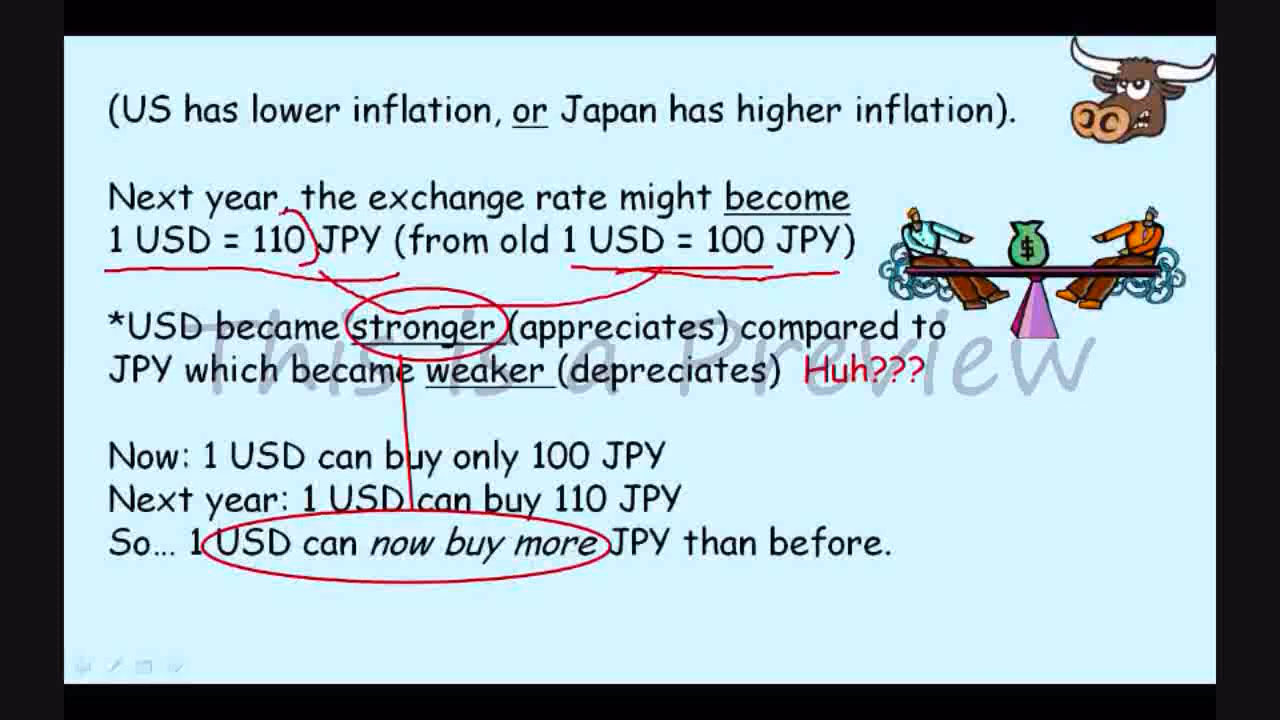 (US has lower inflation, or Japan has higher inflation).
Next year, the exchange rate might become
1 USD = 110 JPY (from old 1 USD = 100 JPY)
$
*USD became stronger (appreciates) compared to
JPY which became weaker (depreciates) Huh???
This is a Preview
Now: 1 USD can buy only 100 JPY
Next year: 1 USD can buy 110 JPY
So... 1 USD can now buy more JPY than before.